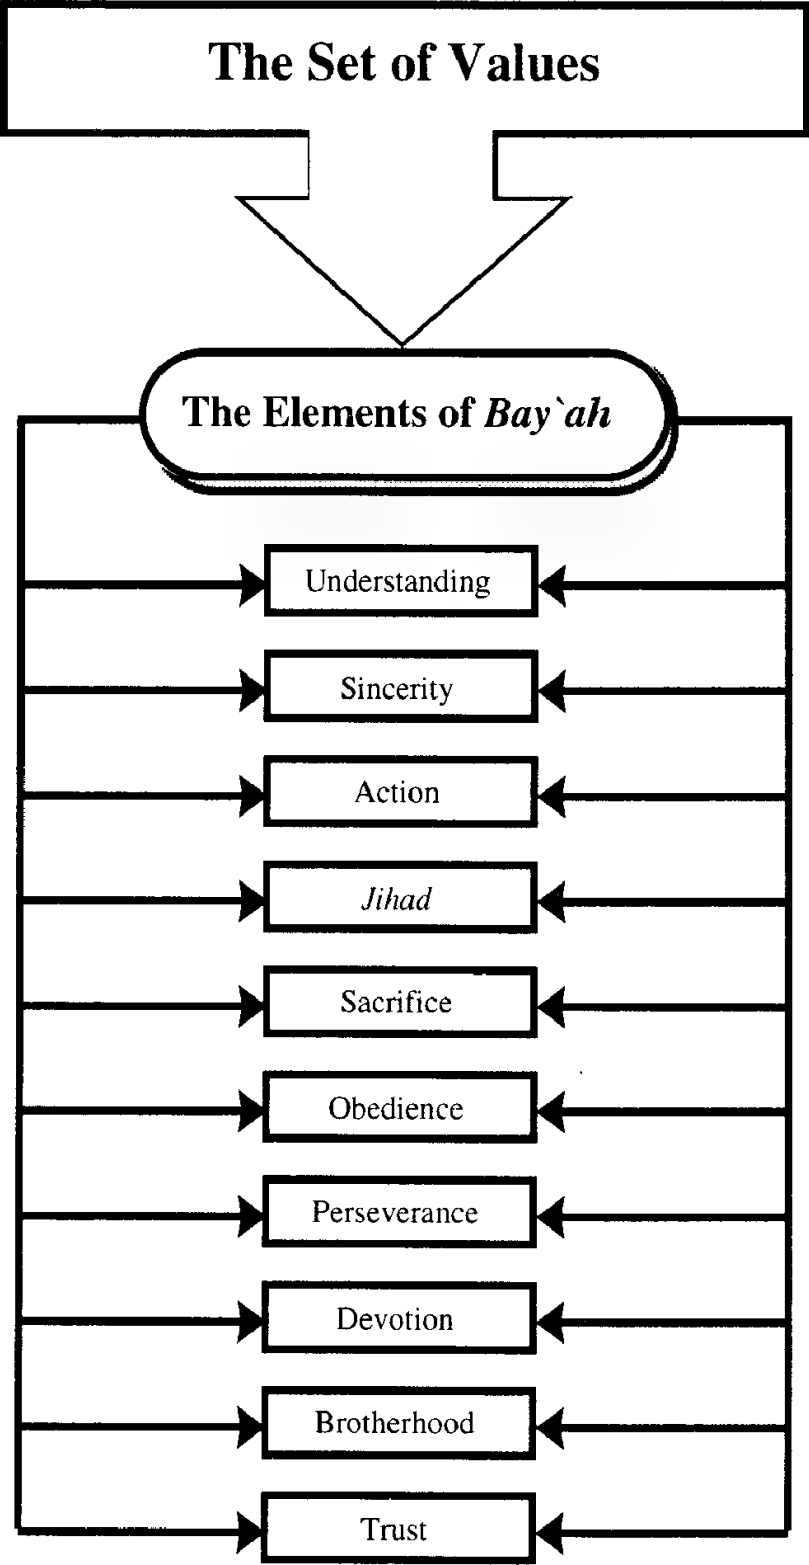 The Set of Values
The Elements of Bay`ah
Understanding
Sincerity
Action
Jihad
Sacrifice
Obedience
Perseverance
Devotion
Brotherhood
Trust